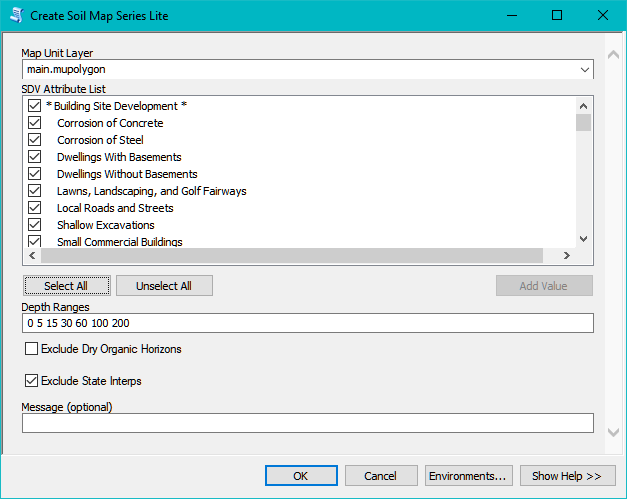 Create Soil Map Series Lite
Map Unit Layer
main.mupolygon
SDV Attribute List
* Building Site Development *
Corrosion of Concrete
Corrosion of Steel
Dwellings With Basements
Dwellings Without Basements
Lawns, Landscaping, and Golf Fairways
Local Roads and Streets
Shallow Excavations
Small Commercial Buildings
Select All Unselect All Add Value
Depth Ranges
0 5 15 30 60 100 200
Exclude Dry Organic Horizons
Exclude State Interps
Message (optional)
OK Cancel Environments... Show Help >>